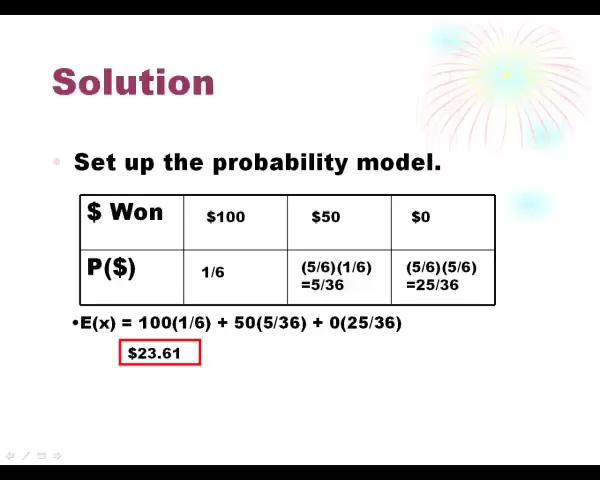 Solution
• Set up the probability model.
$ Won $100 $50 $0
P($) 1/6 (5/6)(1/6) =5/36 (5/6)(5/6) =25/36
•E(x) = 100(1/6) + 50(5/36) + 0(25/36)
$23.61